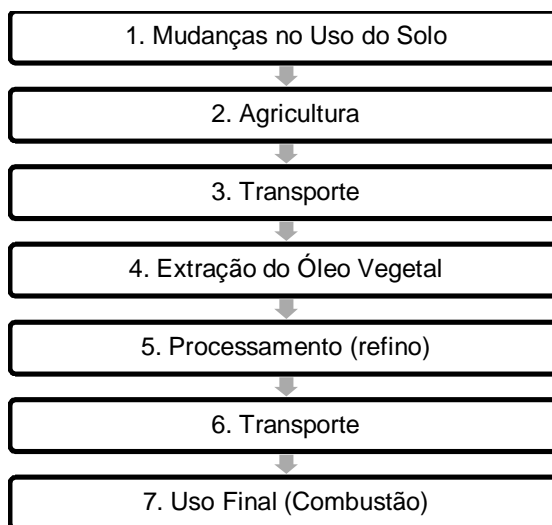 1. Mudanças no Uso do Solo
2. Agricultura
3. Transporte
4. Extração do Óleo Vegetal
5. Processamento (refino)
6. Transporte
7. Uso Final (Combustão)